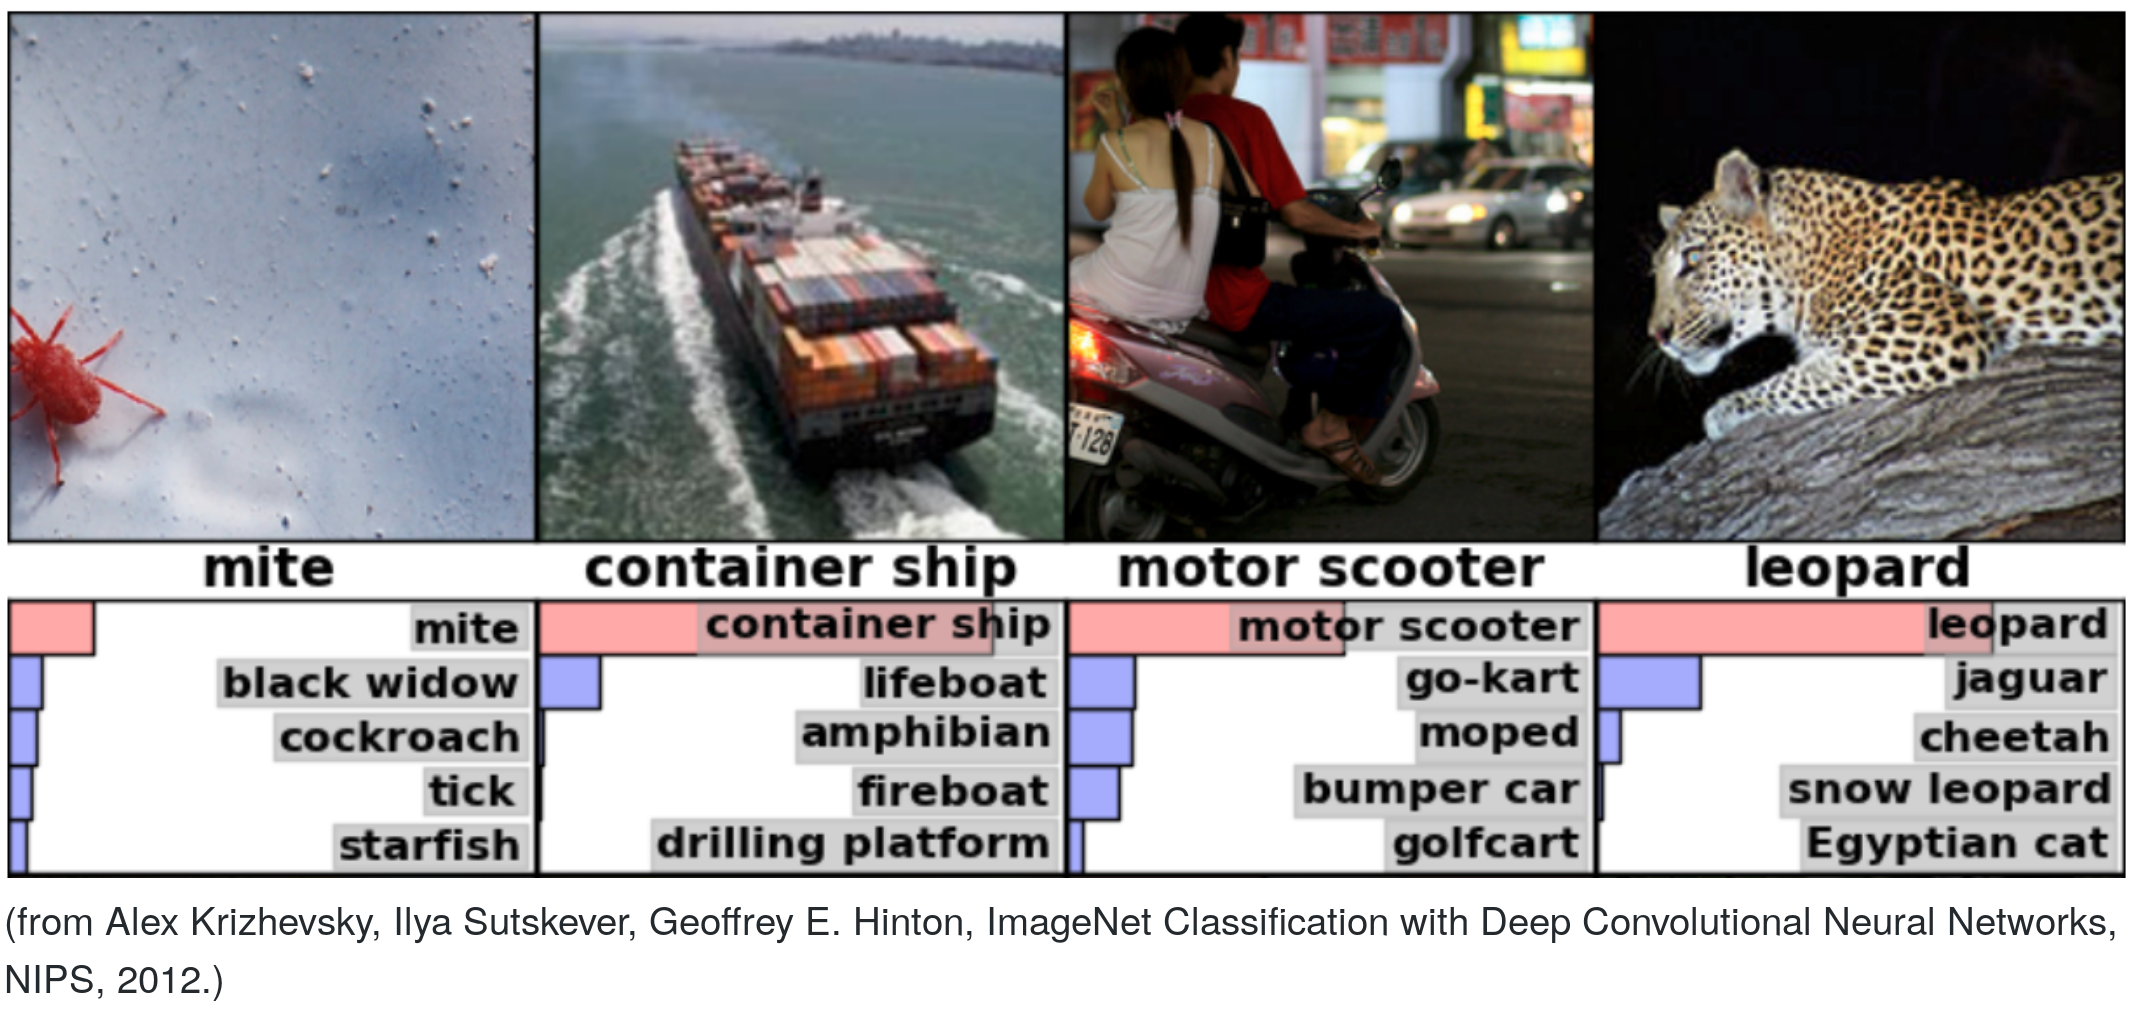 T-128
mite
container ship
motor scooter
leopard
mite
black widow
cockroach
tick
starfish
container ship
lifeboat
amphibian
fireboat
drilling platform
motor scooter
go-kart
moped
bumper car
golfcart
leopard
jaguar
cheetah
snow leopard
Egyptian cat
(from Alex Krizhevsky, Ilya Sutskever, Geoffrey E. Hinton, ImageNet Classification with Deep Convolutional Neural Networks,
NIPS, 2012.)